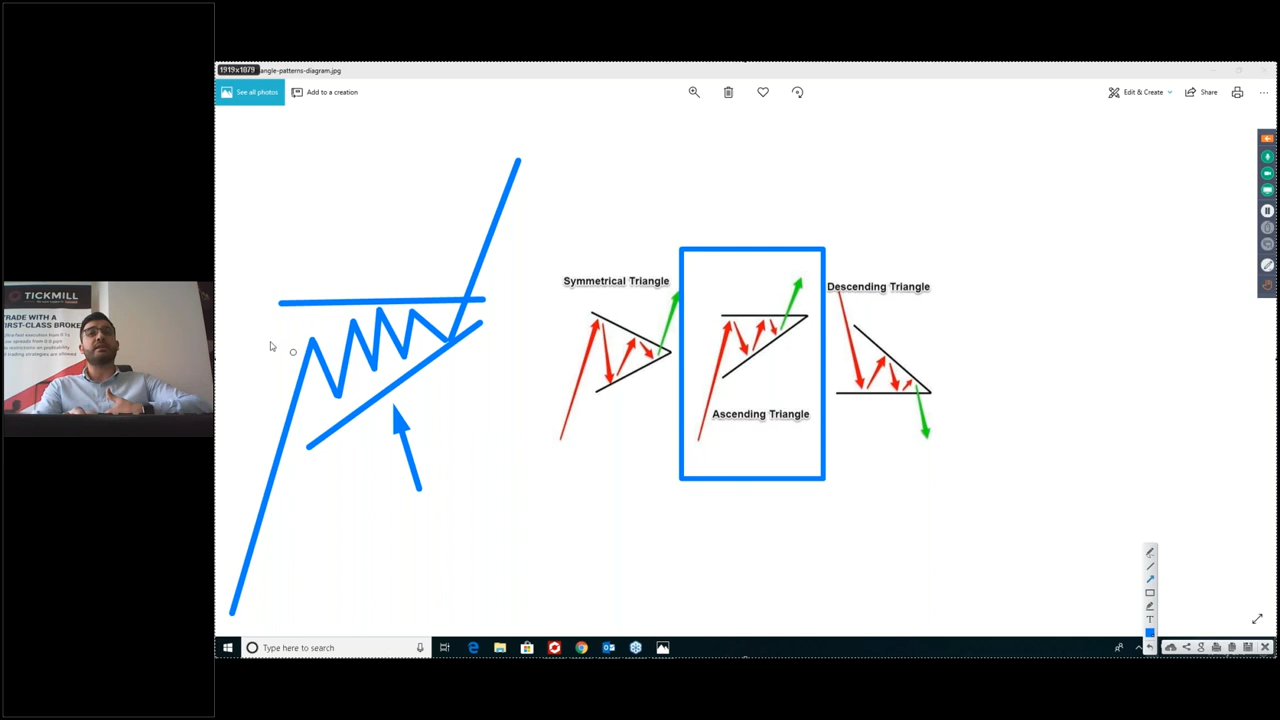 1919x1079 angle-patterns-diagram.jpg
See all photos
Add to a creation
Edit & Create
Share
TICKMILL
TRADE WITH A
FIRST-CLASS BROKE
Symmetrical Triangle
Descending Triangle
Ascending Triangle
T
Type here to search